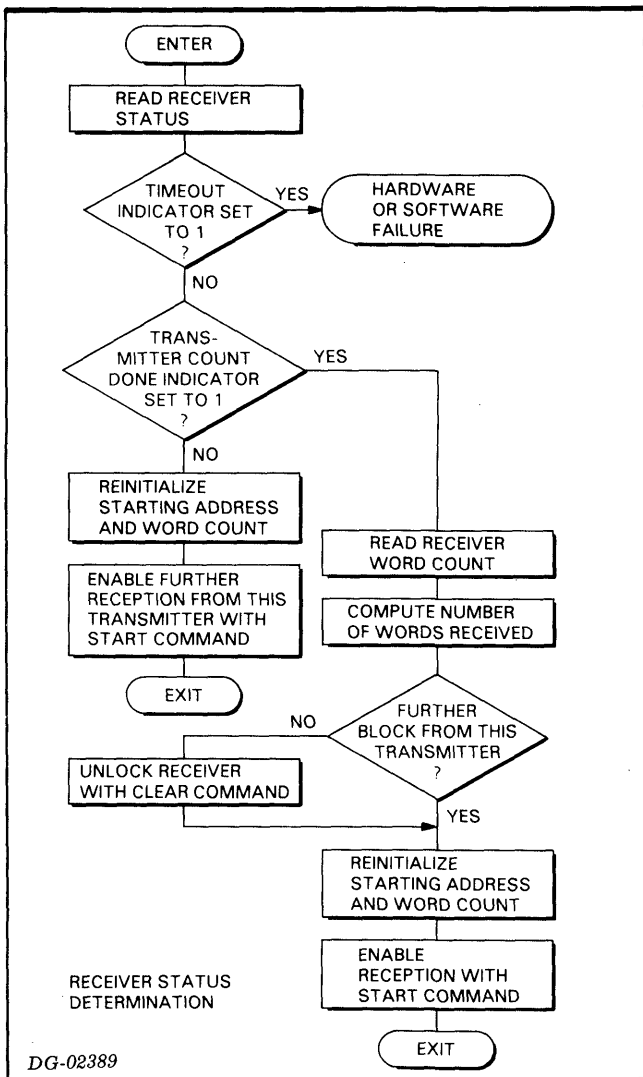 ENTER
READ RECEIVER
STATUS
TIMEOUT
INDICATOR SET
TO 1
?
YES
HARDWARE
OR SOFTWARE
FAILURE
NO
TRANS-
MITTER COUNT
DONE INDICATOR
SET TO 1
?
YES
NO
REINITIALIZE
STARTING ADDRESS
AND WORD COUNT
ENABLE FURTHER
RECEPTION FROM THIS
TRANSMITTER WITH
START COMMAND
EXIT
READ RECEIVER
WORD COUNT
COMPUTE NUMBER
OF WORDS RECEIVED
FURTHER
BLOCK FROM THIS
TRANSMITTER
?
NO
UNLOCK RECEIVER
WITH CLEAR COMMAND
YES
REINITIALIZE
STARTING ADDRESS
AND WORD COUNT
ENABLE
RECEPTION WITH
START COMMAND
EXIT
RECEIVER STATUS
DETERMINATION
DG-02389